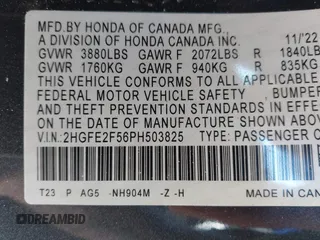 MFD.BY HONDA OF CANADA MFG.,
A DIVISION OF HONDA CANADA INC. 11/'22
GVWR 3880LBS GAWR F 2072LBS R 1840LB
GVWR 1760KG GAWR F 940KG R 835KG
THIS VEHICLE CONFORMS TO ALL APPLICABLE
FEDERAL MOTOR VEHICLE SAFETY , BUMPER
AND THEFT PREVENTION STANDARDS IN EFFECT
ON THE DATE OF MANUFACTURE SHOWN ABOVE.
V.I.N.:2HGFE2F56PH503825 TYPE:PASSENGER C
T23 P AG5 -NH904M -Z -H
MADE IN CAN
© DREAMBID